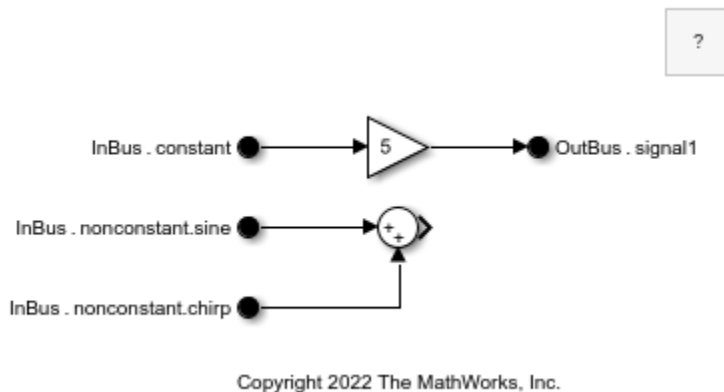 ?
InBus . constant
5
OutBus . signal1
InBus . nonconstant.sine
+
+
InBus . nonconstant.chirp
Copyright 2022 The MathWorks, Inc.